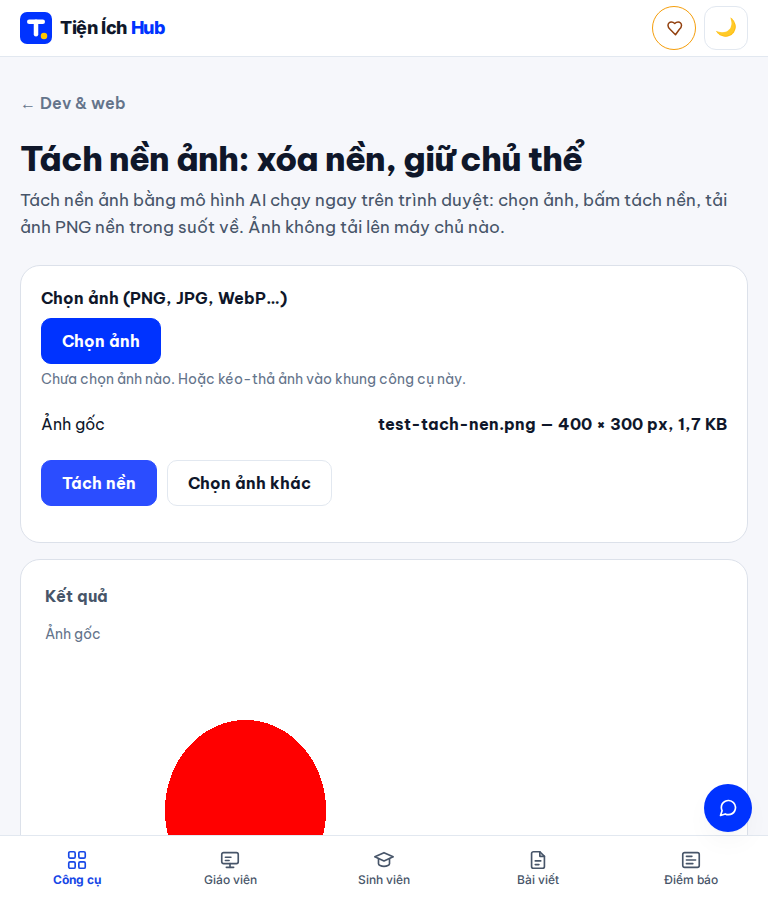 Tiện Ích Hub
← Dev & web
Tách nền ảnh: xóa nền, giữ chủ thể
Tách nền ảnh bằng mô hình AI chạy ngay trên trình duyệt: chọn ảnh, bấm tách nền, tải
ảnh PNG nền trong suốt về. Ảnh không tải lên máy chủ nào.
Chọn ảnh (PNG, JPG, WebP…)
Chọn ảnh
Chưa chọn ảnh nào. Hoặc kéo-thả ảnh vào khung công cụ này.
Ảnh gốc test-tach-nen.png — 400 × 300 px, 1,7 KB
Tách nền Chọn ảnh khác
Kết quả
Ảnh gốc
Công cụ Giáo viên Sinh viên Bài viết Điểm báo